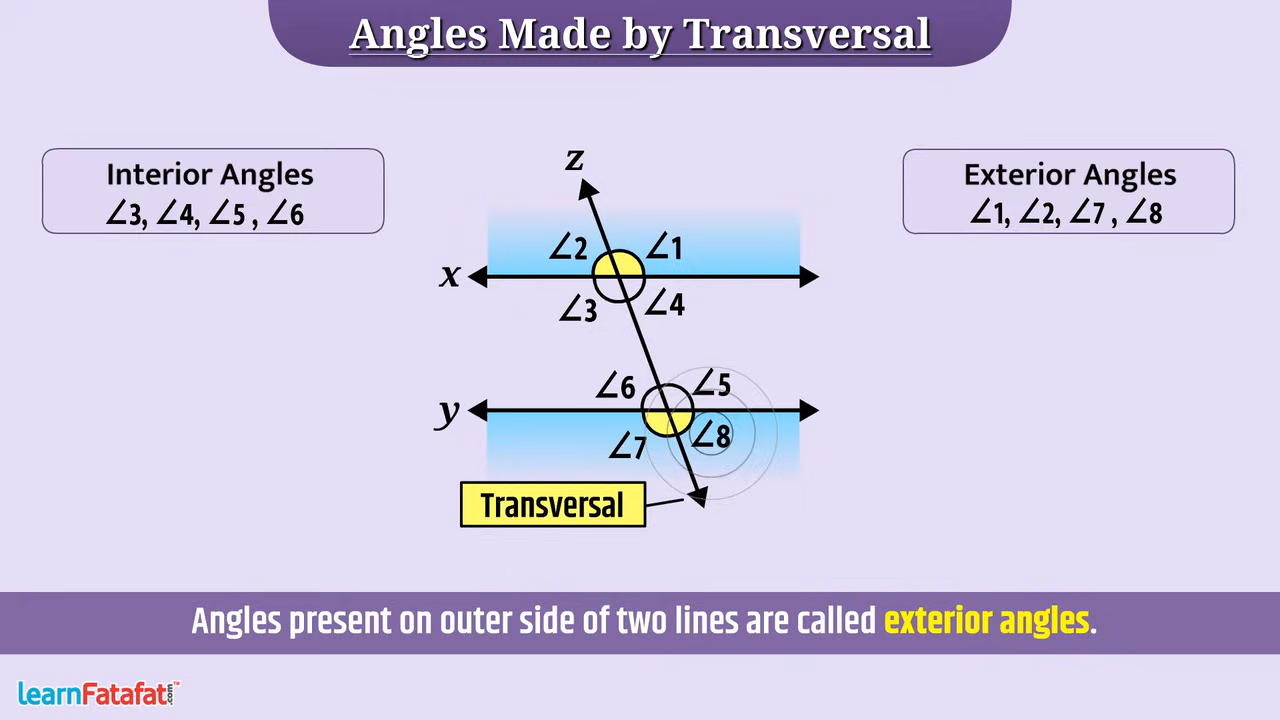 Angles Made by Transversal
Interior Angles
∠3, ∠4, ∠5 , ∠6
Exterior Angles
∠1, ∠2, ∠7 , ∠8
z
∠2
∠1
x
∠3
∠4
∠6
∠5
y
∠7
∠8
Transversal
Angles present on outer side of two lines are called exterior angles.
LearnFatafat.com™